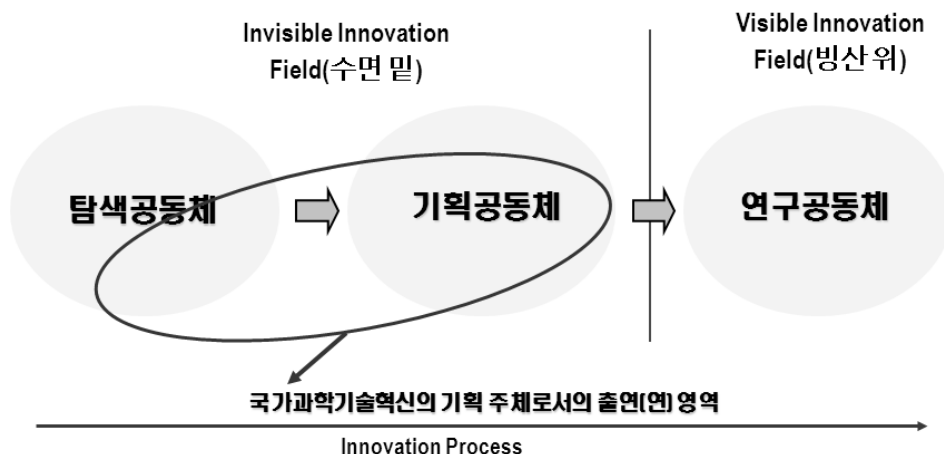 Invisible Innovation
Field(수면 밑)
Visible Innovation
Field(빙산 위)
탐색공동체
기획공동체
연구공동체
국가과학기술혁신의 기획 주체로서의 출연(연) 영역
Innovation Process